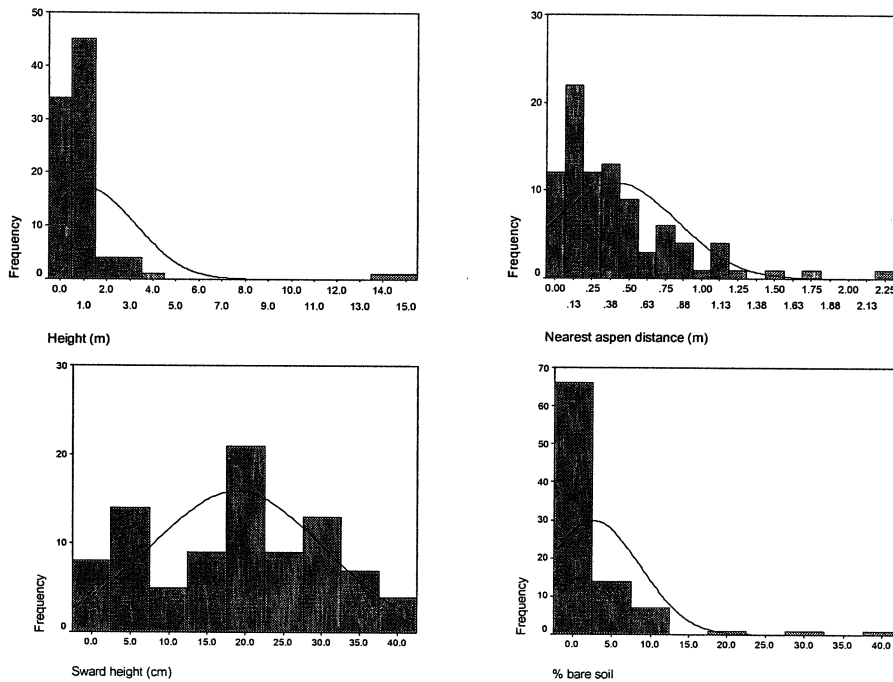 50
40
30
20
10
0
Frequency
0.0 2.0 4.0 6.0 8.0 10.0 12.0 14.0
1.0 3.0 5.0 7.0 9.0 11.0 13.0 15.0
Height (m)
30
20
10
0
Frequency
0.00 .25 .50 .75 1.00 1.25 1.50 1.75 2.00 2.25
.13 .38 .63 .88 1.13 1.38 1.63 1.88 2.13
Nearest aspen distance (m)
30
20
10
0
Frequency
0.0 5.0 10.0 15.0 20.0 25.0 30.0 35.0 40.0
Sward height (cm)
70
60
50
40
30
20
10
0
Frequency
0.0 5.0 10.0 15.0 20.0 25.0 30.0 35.0 40.0
% bare soil